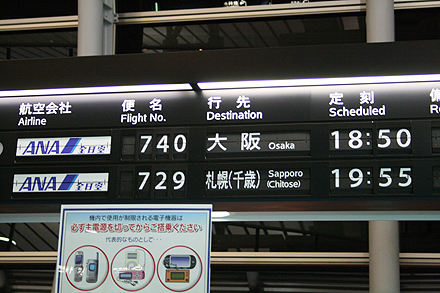 航空会社 便名 行先 定刻 備
Airline Flight No. Destination Scheduled Re
ANA 全日空 740 大阪 Osaka 18:50
ANA 全日空 729 札幌(千歳) Sapporo (Chitose) 19:55
機内で使用が制限される電子機器は
必ず主電源を切ってからご搭乗ください。
代表的なものとして・・・